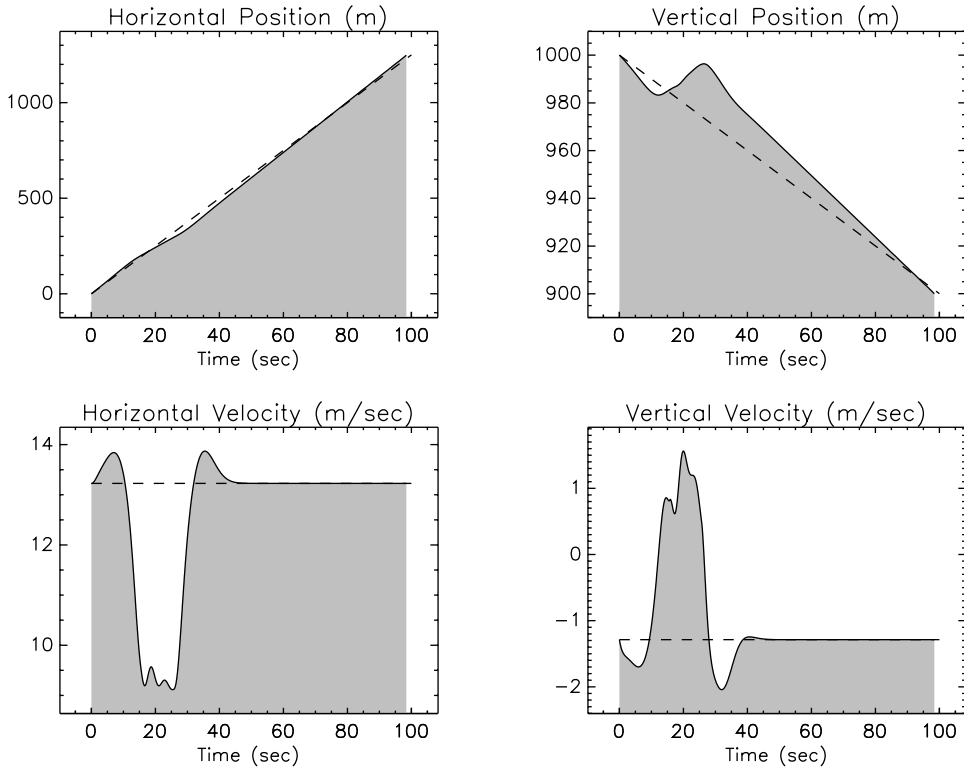 Horizontal Position (m)
1000
500
0
0 20 40 60 80 100
Time (sec)
Vertical Position (m)
1000
980
960
940
920
900
0 20 40 60 80 100
Time (sec)
Horizontal Velocity (m/sec)
14
12
10
0 20 40 60 80 100
Time (sec)
Vertical Velocity (m/sec)
1
0
-1
-2
0 20 40 60 80 100
Time (sec)